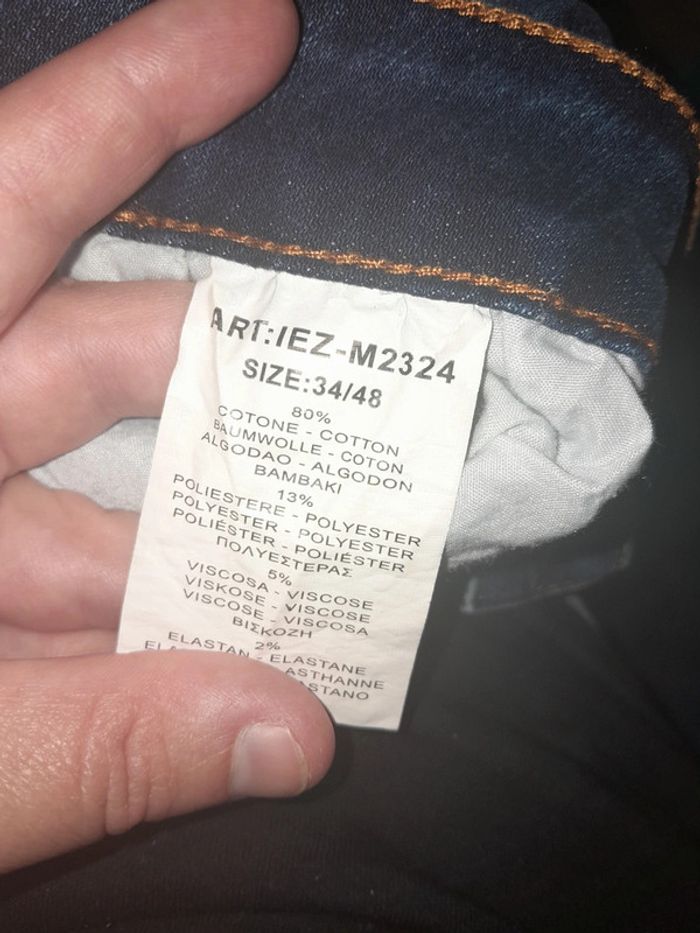 ART:IEZ-M2324
SIZE:34/48
80%
COTONE - COTTON
BAUMWOLLE - COTON
ALGODAO - ALGODON
BAMBAKI
13%
POLIESTERE - POLYESTER
POLYESTER - POLYESTER
POLIÉSTER - POLIÉSTER
ΠΟΛΥΕΣΤΕΡΑΣ
5%
VISCOSA - VISCOSE
VISKOSE - VISCOSE
VISCOSE - VISCOSA
ΒΙΣΚΟΖΗ
2%
ELASTAN - ELASTANE